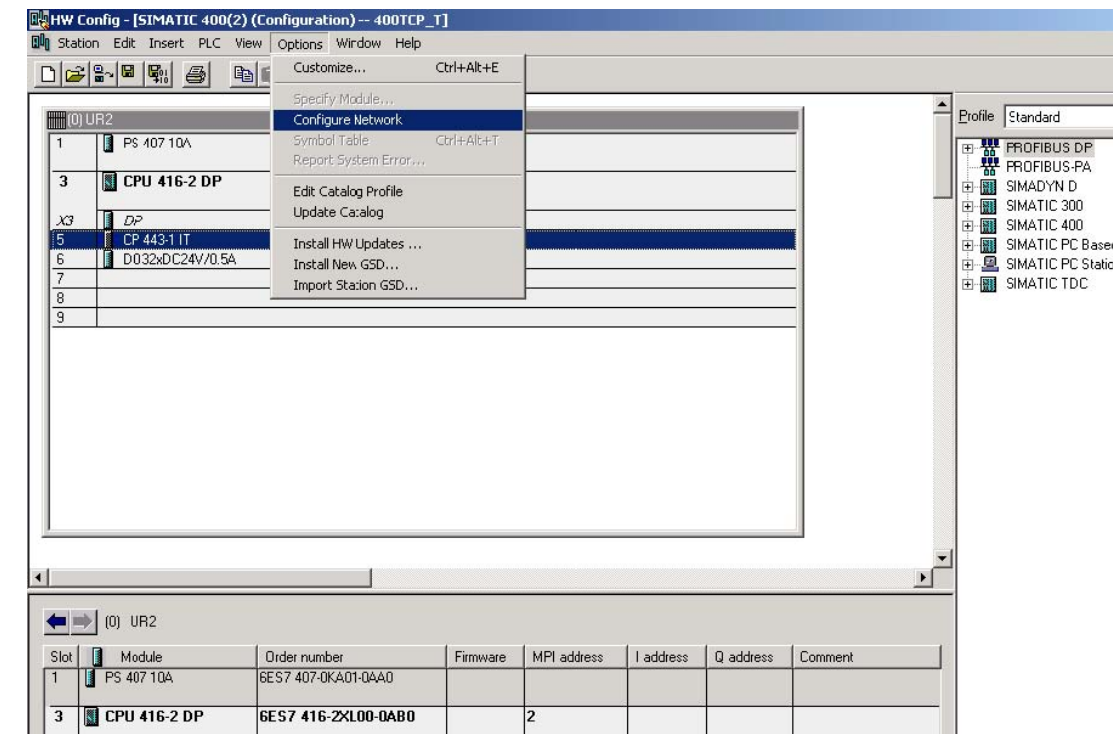 HW Config - [SIMATIC 400(2) (Configuration) -- 400TCP_T]
Station Edit Insert PLC View Options Window Help
Customize... Ctrl+Alt+E
Specify Module...
Configure Network
Symbol Table Ctrl+Alt+T
Report System Error...
Edit Catalog Profile
Update Catalog
Install HW Updates ...
Install New GSD...
Import Station GSD...
(0) UR2
1 PS 407 10A
3 CPU 416-2 DP
X3 DP
5 CP 443-1 IT
6 DO32xDC24V/0.5A
7
8
9
Profile Standard
PROFIBUS DP
PROFIBUS-PA
SIMADYN D
SIMATIC 300
SIMATIC 400
SIMATIC PC Based
SIMATIC PC Statio
SIMATIC TDC
(0) UR2
Slot Module Order number Firmware MPI address I address Q address Comment
1 PS 407 10A 6ES7 407-0KA01-0AA0
3 CPU 416-2 DP 6ES7 416-2XL00-0AB0 2